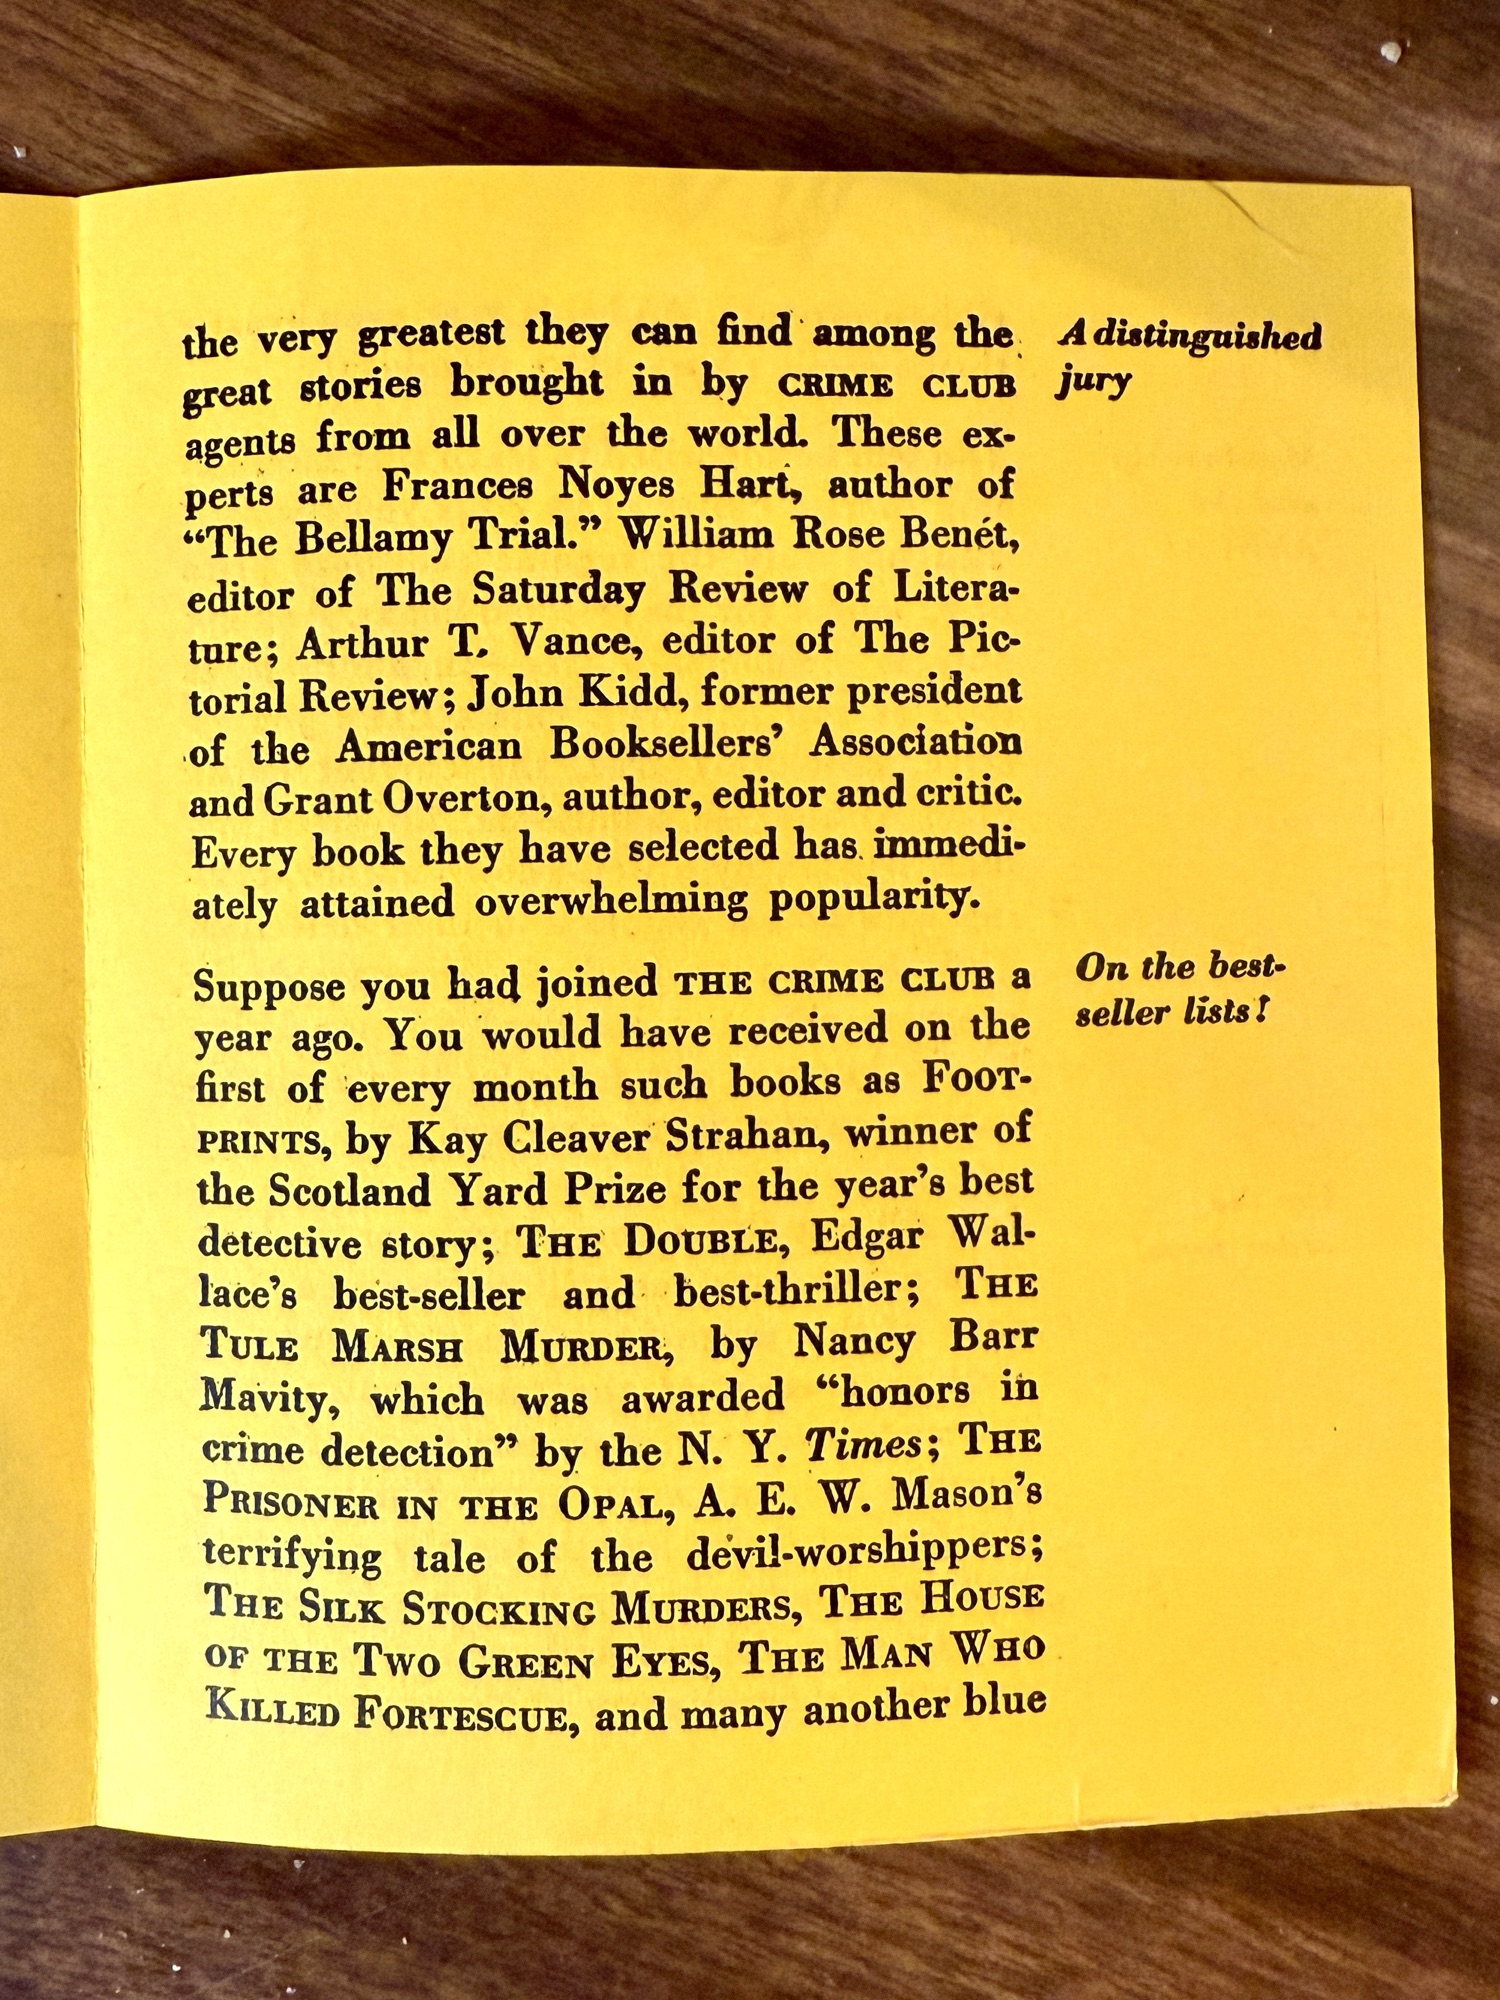 the very greatest they can find among the
great stories brought in by CRIME CLUB
agents from all over the world. These ex-
perts are Frances Noyes Hart, author of
“The Bellamy Trial.” William Rose Benét,
editor of The Saturday Review of Litera-
ture; Arthur T. Vance, editor of The Pic-
torial Review; John Kidd, former president
of the American Booksellers’ Association
and Grant Overton, author, editor and critic.
Every book they have selected has immedi-
ately attained overwhelming popularity.
A distinguished
jury
Suppose you had joined THE CRIME CLUB a
year ago. You would have received on the
first of every month such books as FOOT-
PRINTS, by Kay Cleaver Strahan, winner of
the Scotland Yard Prize for the year’s best
detective story; THE DOUBLE, Edgar Wal-
lace’s best-seller and best-thriller; THE
TULE MARSH MURDER, by Nancy Barr
Mavity, which was awarded “honors in
crime detection” by the N. Y. Times; THE
PRISONER IN THE OPAL, A. E. W. Mason’s
terrifying tale of the devil-worshippers;
THE SILK STOCKING MURDERS, THE HOUSE
OF THE TWO GREEN EYES, THE MAN WHO
KILLED FORTESCUE, and many another blue
On the best-
seller lists!